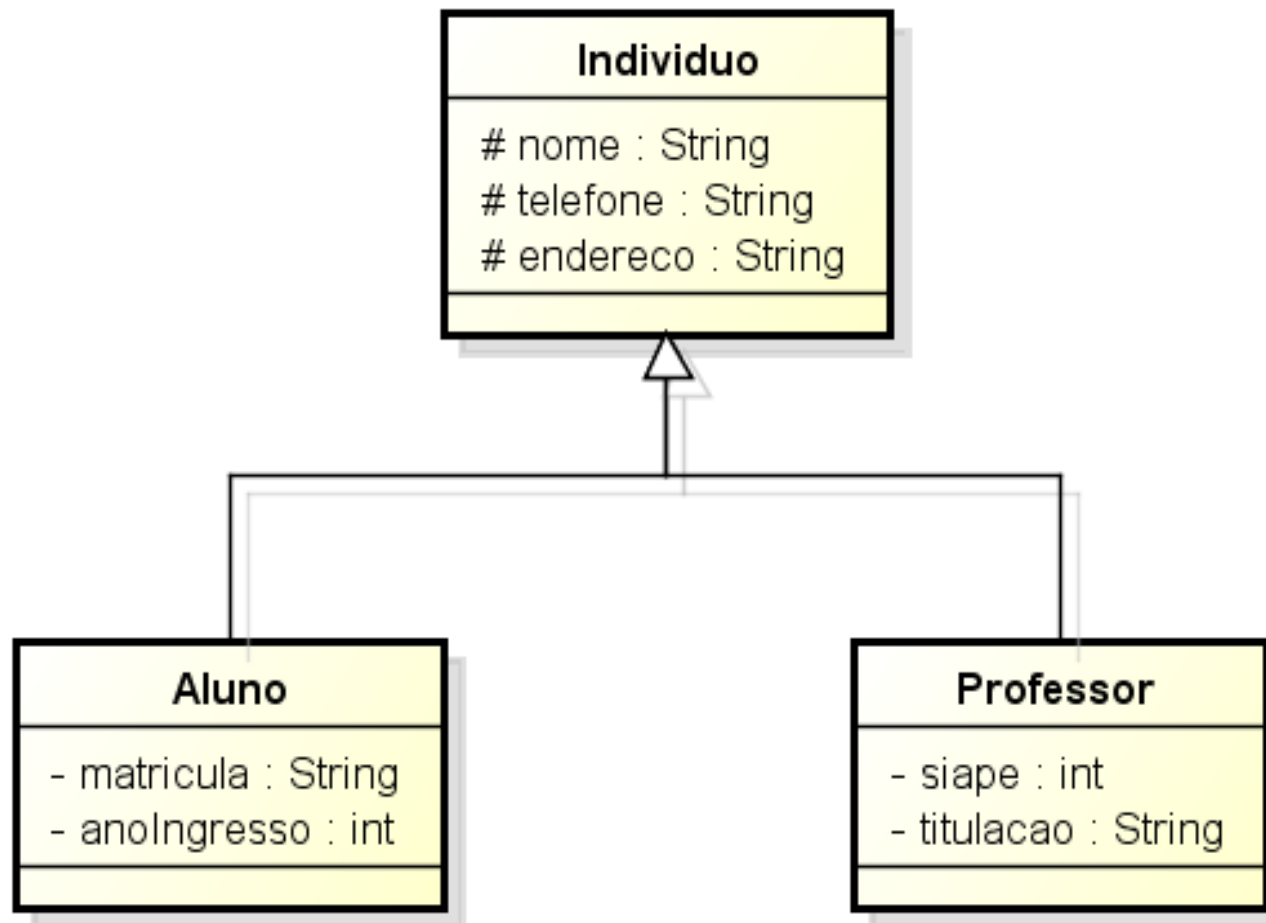 Individuo
# nome : String
# telefone : String
# endereco : String
Aluno
- matricula : String
- anoIngresso : int
Professor
- siape : int
- titulacao : String